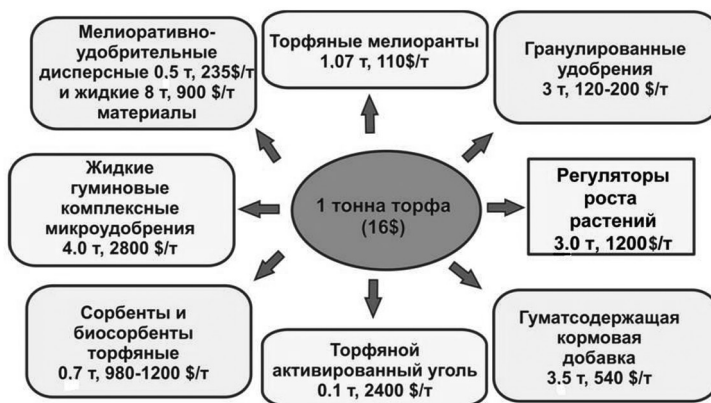 Мелиоративно-
удобрительные
дисперсные 0.5 т, 235$/т
и жидкие 8 т, 900 $/т
материалы
Торфяные мелиоранты
1.07 т, 110$/т
Гранулированные
удобрения
3 т, 120-200 $/т
Жидкие
гуминовые
комплексные
микроудобрения
4.0 т, 2800 $/т
1 тонна торфа
(16$)
Регуляторы
роста
растений
3.0 т, 1200$/т
Сорбенты и
биосорбенты
торфяные
0.7 т, 980-1200 $/т
Торфяной
активированный уголь
0.1 т, 2400 $/т
Гуматсодержащая
кормовая
добавка
3.5 т, 540 $/т